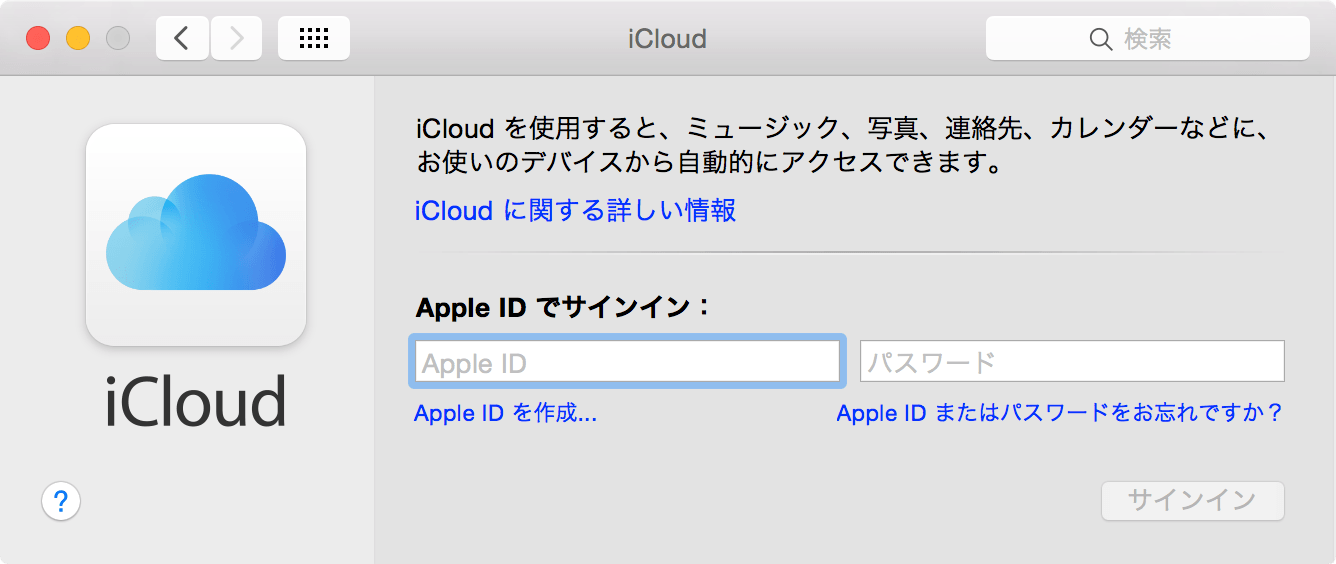 iCloud
検索
iCloud を使用すると、ミュージック、写真、連絡先、カレンダーなどに、
お使いのデバイスから自動的にアクセスできます。
iCloud に関する詳しい情報
Apple ID でサインイン：
Apple ID
パスワード
Apple ID を作成...
Apple ID またはパスワードをお忘れですか？
iCloud
?
サインイン